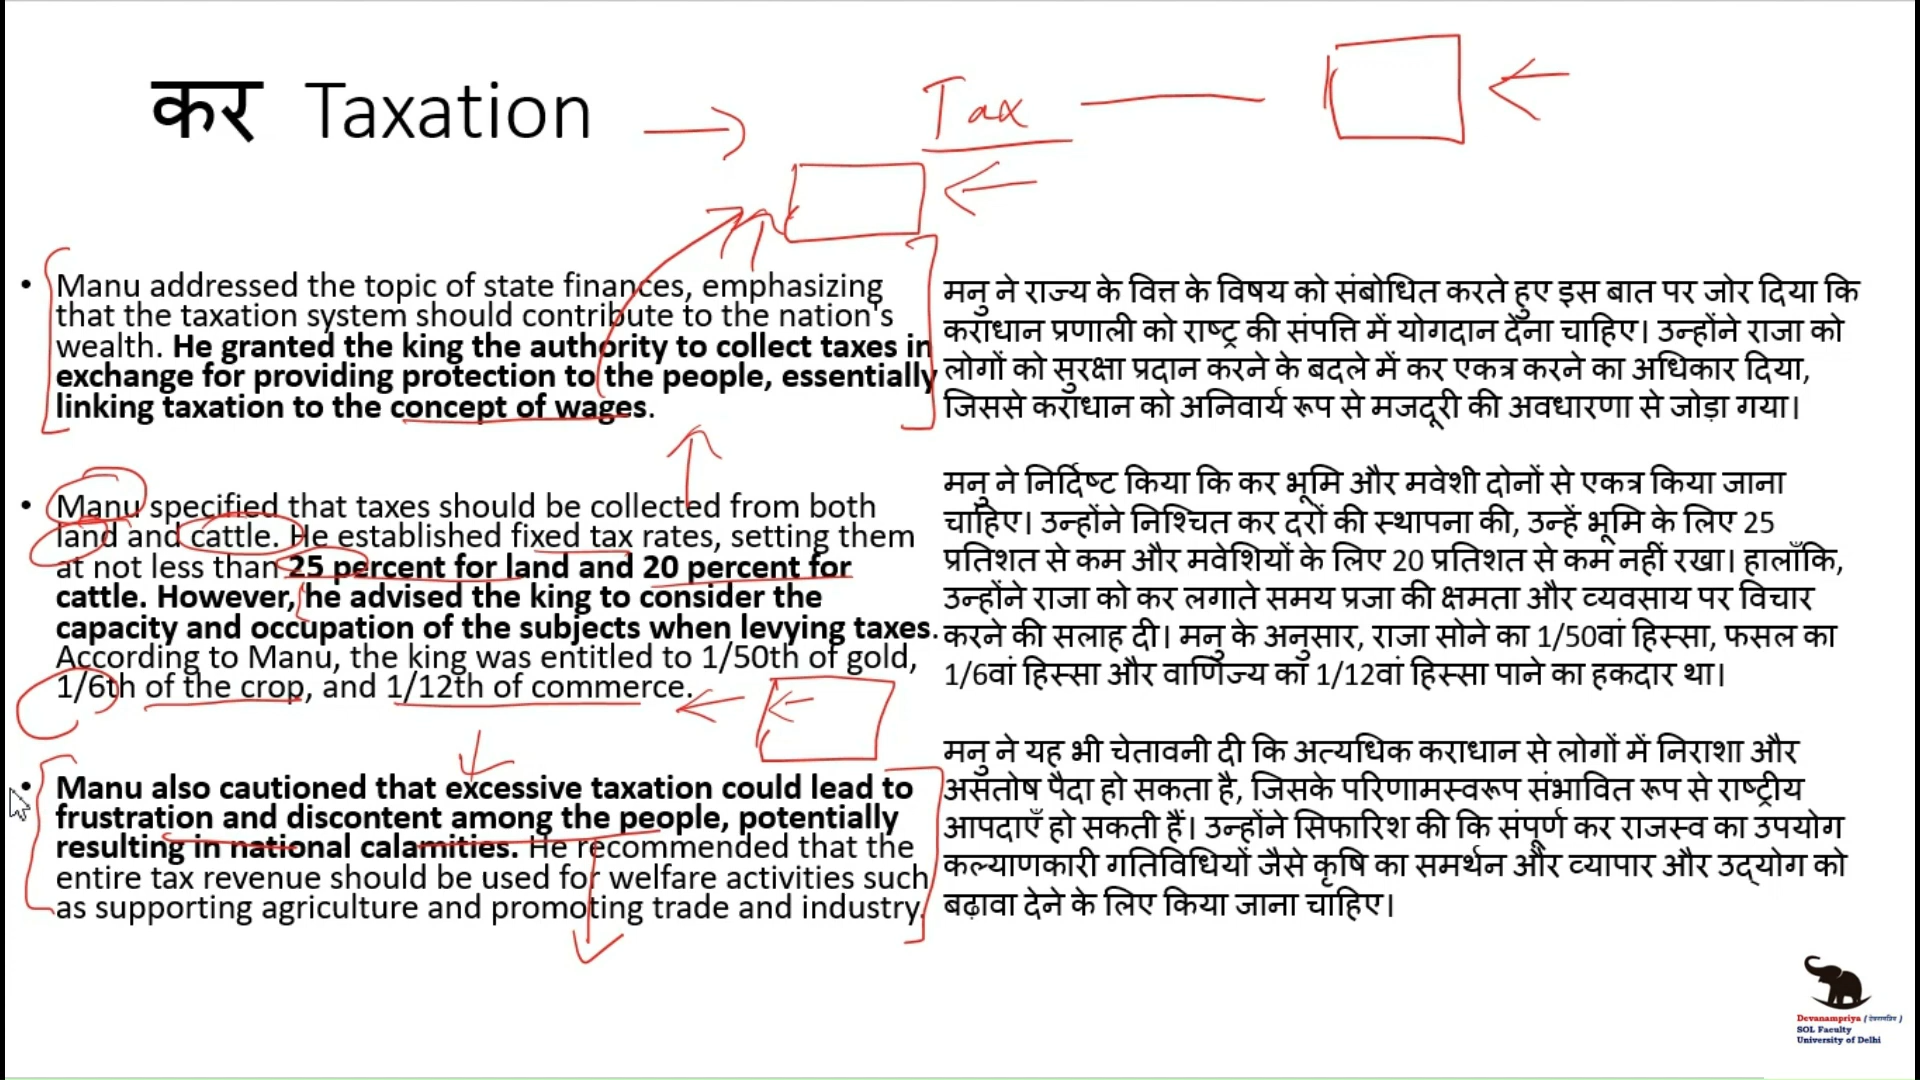 कर Taxation
Tax
• Manu addressed the topic of state finances, emphasizing
that the taxation system should contribute to the nation's
wealth. He granted the king the authority to collect taxes in
exchange for providing protection to the people, essentially
linking taxation to the concept of wages.
• Manu specified that taxes should be collected from both
land and cattle. He established fixed tax rates, setting them
at not less than 25 percent for land and 20 percent for
cattle. However, he advised the king to consider the
capacity and occupation of the subjects when levying taxes.
According to Manu, the king was entitled to 1/50th of gold,
1/6th of the crop, and 1/12th of commerce.
• Manu also cautioned that excessive taxation could lead to
frustration and discontent among the people, potentially
resulting in national calamities. He recommended that the
entire tax revenue should be used for welfare activities such
as supporting agriculture and promoting trade and industry.
मनु ने राज्य के वित्त के विषय को संबोधित करते हुए इस बात पर जोर दिया कि
कराधान प्रणाली को राष्ट्र की संपत्ति में योगदान देना चाहिए। उन्होंने राजा को
लोगों को सुरक्षा प्रदान करने के बदले में कर एकत्र करने का अधिकार दिया,
जिससे कराधान को अनिवार्य रूप से मजदूरी की अवधारणा से जोड़ा गया।
मनु ने निर्दिष्ट किया कि कर भूमि और मवेशी दोनों से एकत्र किया जाना
चाहिए। उन्होंने निश्चित कर दरों की स्थापना की, उन्हें भूमि के लिए 25
प्रतिशत से कम और मवेशियों के लिए 20 प्रतिशत से कम नहीं रखा। हालाँकि,
उन्होंने राजा को कर लगाते समय प्रजा की क्षमता और व्यवसाय पर विचार
करने की सलाह दी। मनु के अनुसार, राजा सोने का 1/50वां हिस्सा, फसल का
1/6वां हिस्सा और वाणिज्य का 1/12वां हिस्सा पाने का हकदार था।
मनु ने यह भी चेतावनी दी कि अत्यधिक कराधान से लोगों में निराशा और
असंतोष पैदा हो सकता है, जिसके परिणामस्वरूप संभावित रूप से राष्ट्रीय
आपदाएँ हो सकती हैं। उन्होंने सिफारिश की कि संपूर्ण कर राजस्व का उपयोग
कल्याणकारी गतिविधियों जैसे कृषि का समर्थन और व्यापार और उद्योग को
बढ़ावा देने के लिए किया जाना चाहिए।
Devanampriya ( देवानामप्रिय )
SOL Faculty
University of Delhi